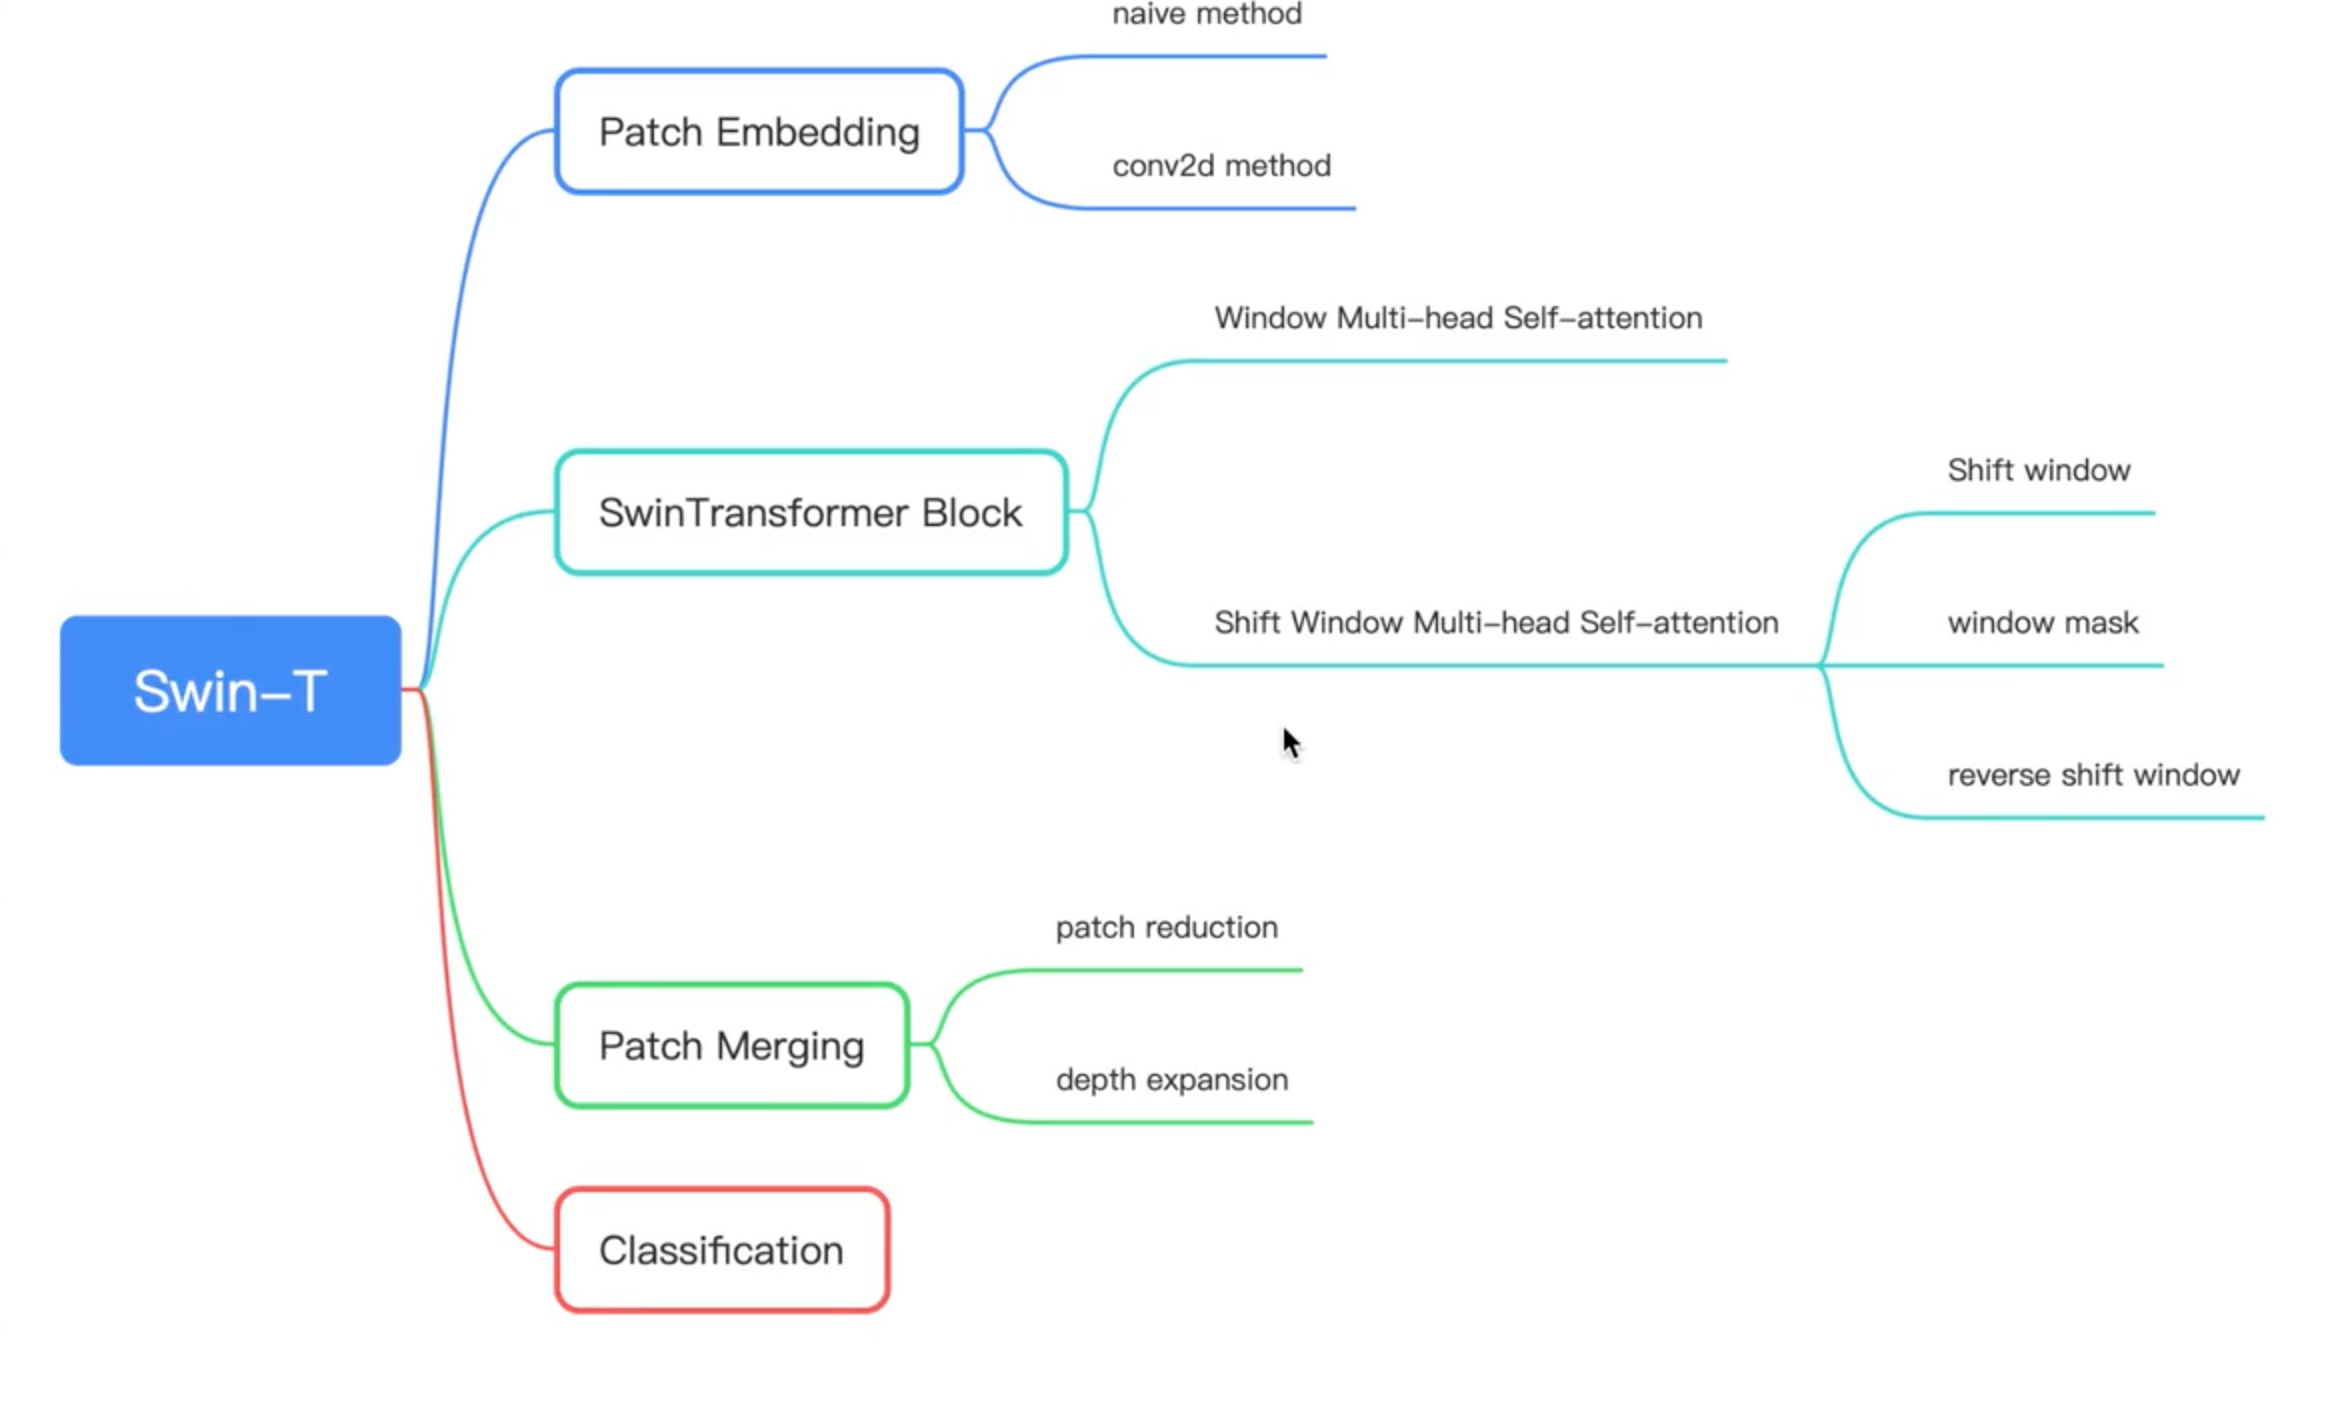 naive method
Patch Embedding
conv2d method
Window Multi-head Self-attention
Shift window
SwinTransformer Block
Shift Window Multi-head Self-attention
window mask
Swin-T
reverse shift window
patch reduction
Patch Merging
depth expansion
Classification